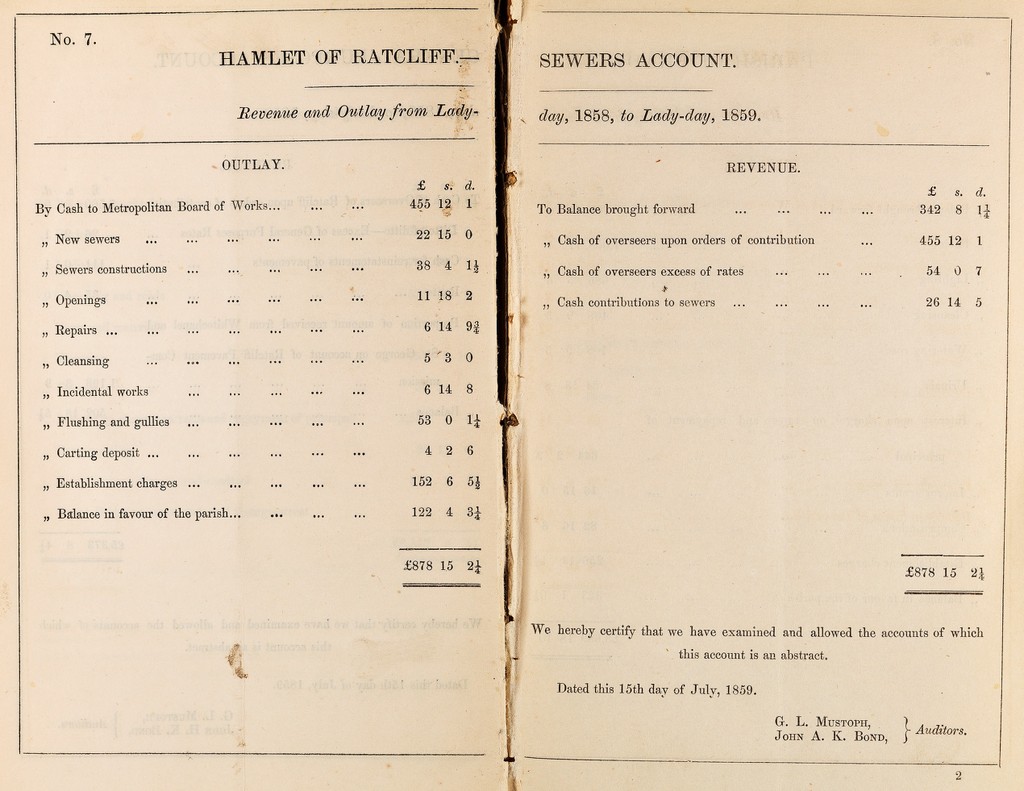 No. 7.
HAMLET OF RATCLIFF.—
Revenue and Outlay from Lady-
OUTLAY.
£ s. d.
By Cash to Metropolitan Board of Works... ... ... 455 12 1
„ New sewers ... ... ... ... ... ... 22 15 0
„ Sewers constructions ... ... ... ... ... 38 4 1½
„ Openings ... ... ... ... ... ... 11 18 2
„ Repairs ... ... ... ... ... ... ... 6 14 9¾
„ Cleansing ... ... ... ... ... ... 5 3 0
„ Incidental works ... ... ... ... ... 6 14 8
„ Flushing and gullies ... ... ... ... ... 53 0 1¼
„ Carting deposit ... ... ... ... ... ... 4 2 6
„ Establishment charges ... ... ... ... ... 152 6 5½
„ Balance in favour of the parish... ... ... ... 122 4 3¼
£878 15 2¼
SEWERS ACCOUNT.
day, 1858, to Lady-day, 1859.
REVENUE.
£ s. d.
To Balance brought forward ... ... ... ... 342 8 1¼
„ Cash of overseers upon orders of contribution ... 455 12 1
„ Cash of overseers excess of rates ... ... ... 54 0 7
„ Cash contributions to sewers ... ... ... ... 26 14 5
£878 15 2¼
We hereby certify that we have examined and allowed the accounts of which
this account is an abstract.
Dated this 15th day of July, 1859.
G. L. MUSTOPH,
JOHN A. K. BOND, } Auditors.
2